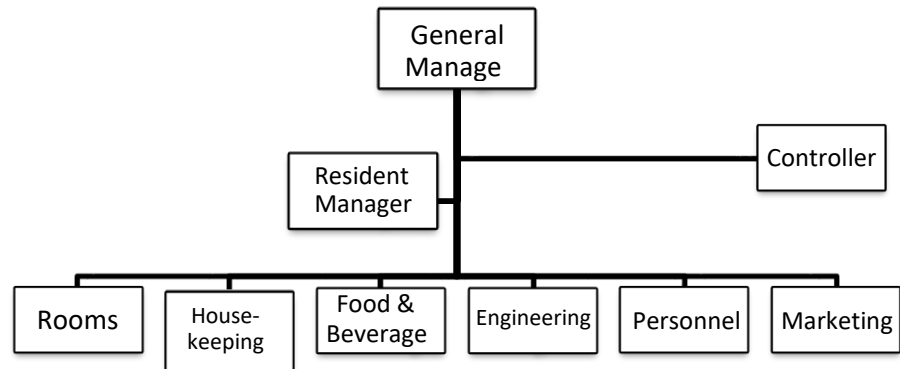 General
Manage
Controller
Resident
Manager
Rooms
House-
keeping
Food &
Beverage
Engineering
Personnel
Marketing